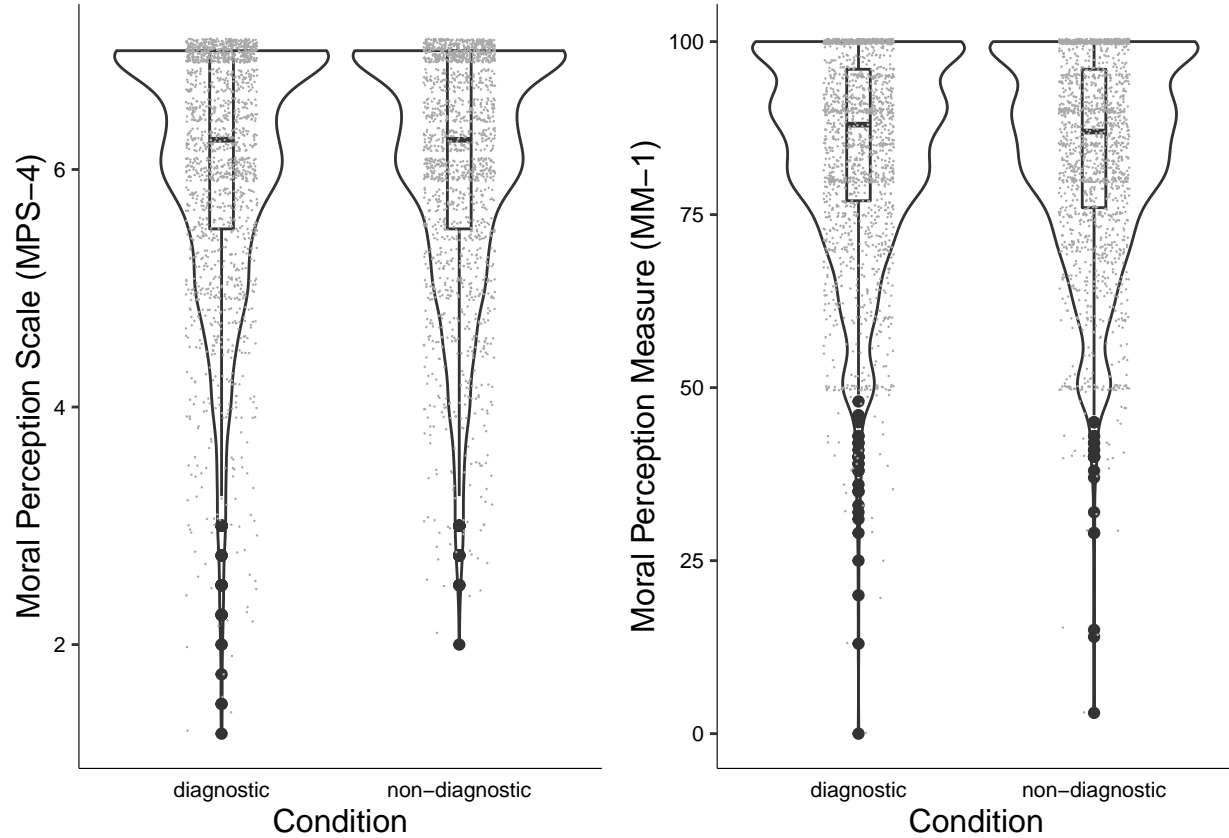 Moral Perception Scale (MPS−4)
6
4
2
diagnostic
non−diagnostic
Condition
Moral Perception Measure (MM−1)
100
75
50
25
0
diagnostic
non−diagnostic
Condition